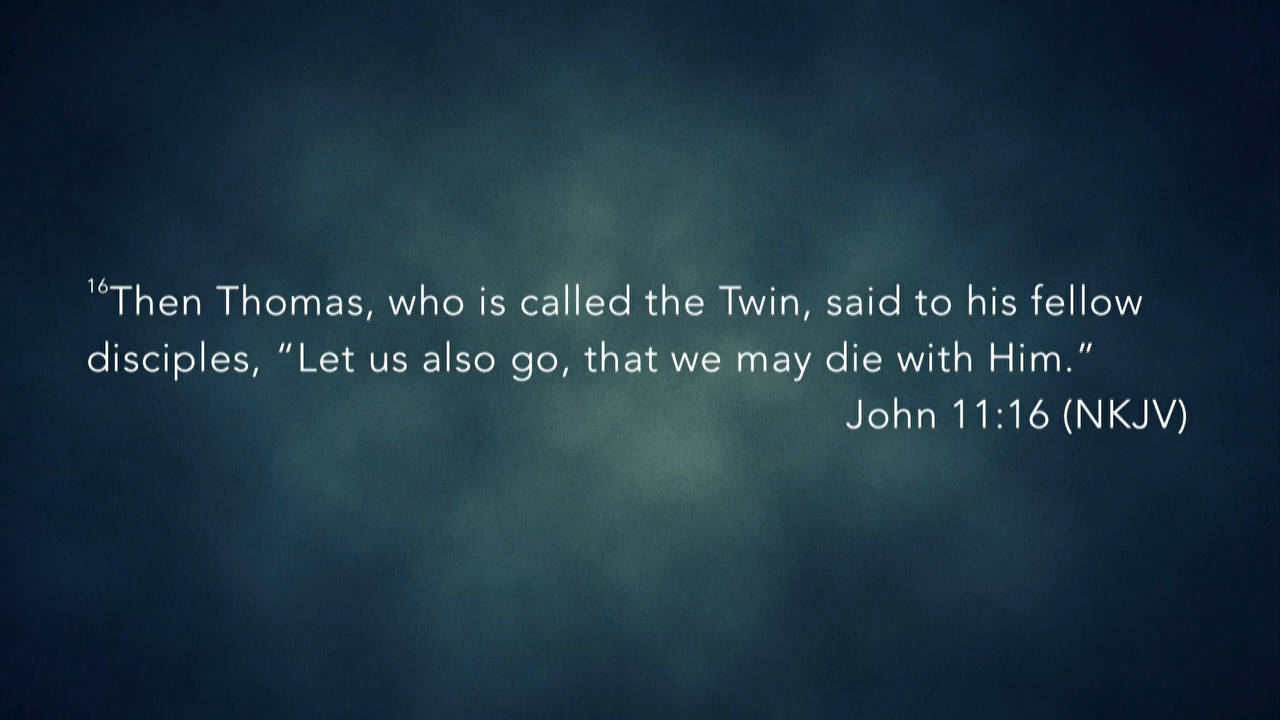 ¹⁶Then Thomas, who is called the Twin, said to his fellow
disciples, “Let us also go, that we may die with Him.”
John 11:16 (NKJV)